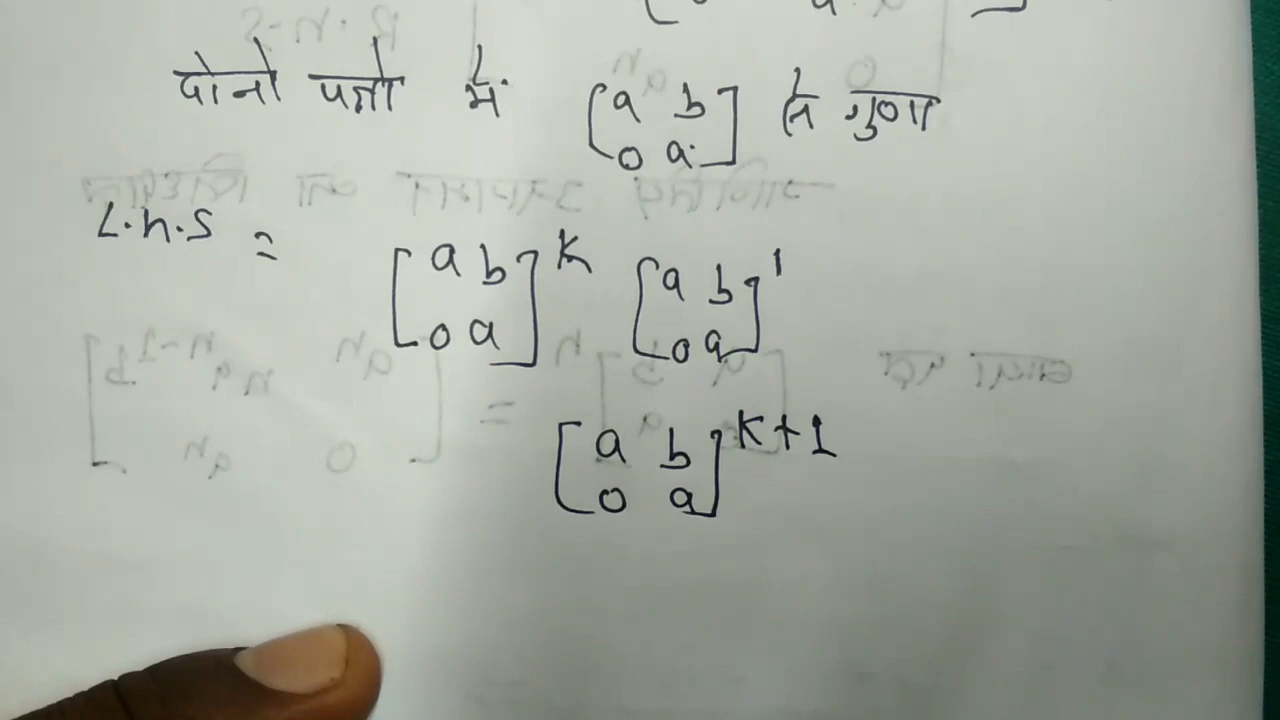 दोनो पक्षो में [a b 0 a] से गुणा
L.H.S = [a b 0 a]^K [a b 0 a]^1
[a b 0 a]^K+1